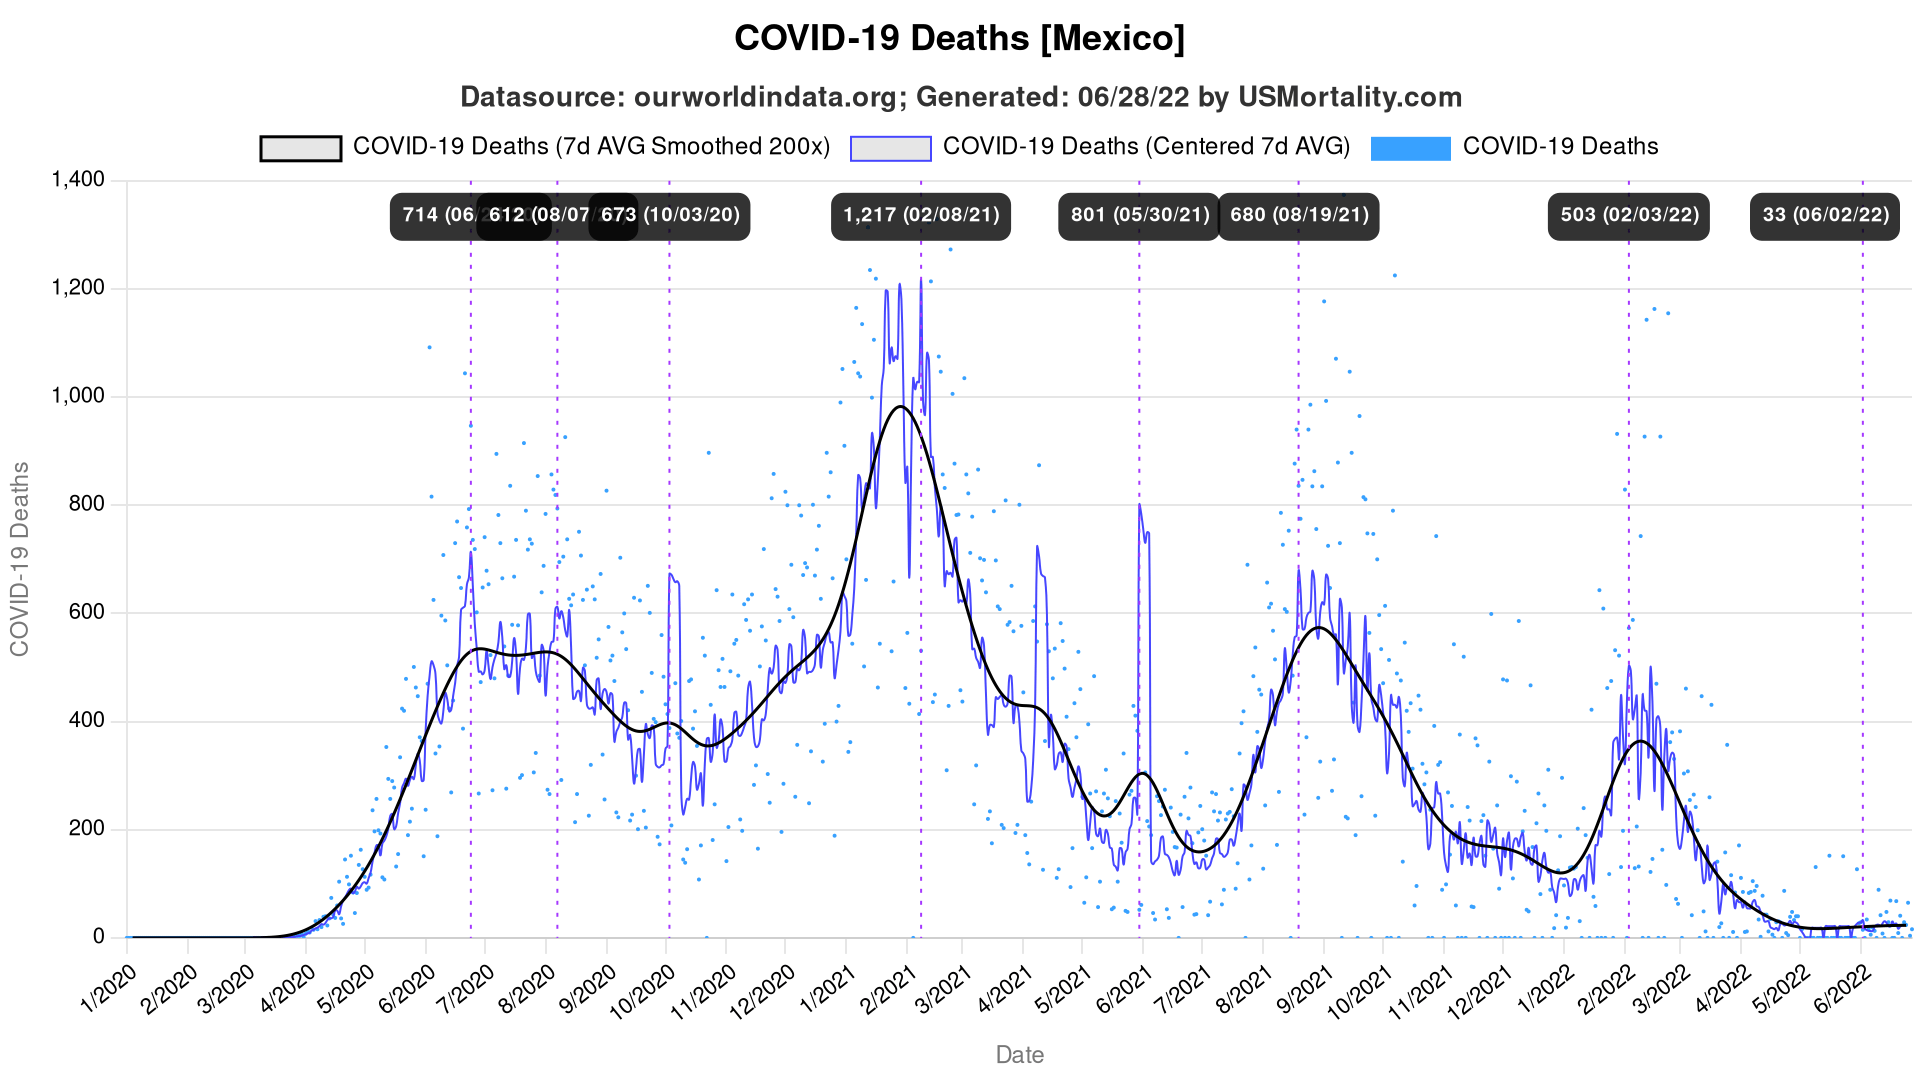 COVID-19 Deaths [Mexico]
Datasource: ourworldindata.org; Generated: 06/28/22 by USMortality.com
COVID-19 Deaths (7d AVG Smoothed 200x) COVID-19 Deaths (Centered 7d AVG) COVID-19 Deaths
1,400
714 (06/ 612 (08/07/ 673 (10/03/20) 1,217 (02/08/21) 801 (05/30/21) 680 (08/19/21) 503 (02/03/22) 33 (06/02/22)
1,200
1,000
800
600
400
200
0
COVID-19 Deaths
1/2020 2/2020 3/2020 4/2020 5/2020 6/2020 7/2020 8/2020 9/2020 10/2020 11/2020 12/2020 1/2021 2/2021 3/2021 4/2021 5/2021 6/2021 7/2021 8/2021 9/2021 10/2021 11/2021 12/2021 1/2022 2/2022 3/2022 4/2022 5/2022 6/2022
Date